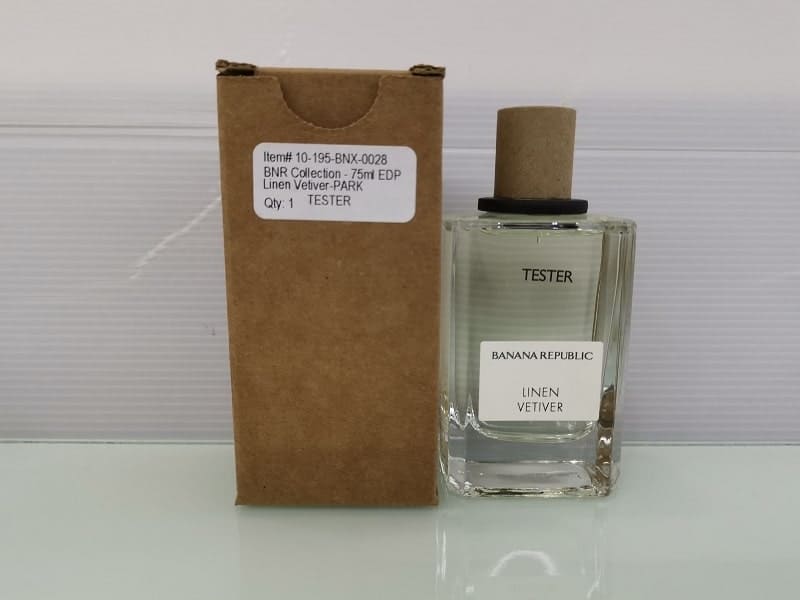 Item# 10-195-BNX-0028
BNR Collection - 75ml EDP
Linen Vetiver-PARK
Qty: 1 TESTER
TESTER
BANANA REPUBLIC
LINEN
VETIVER